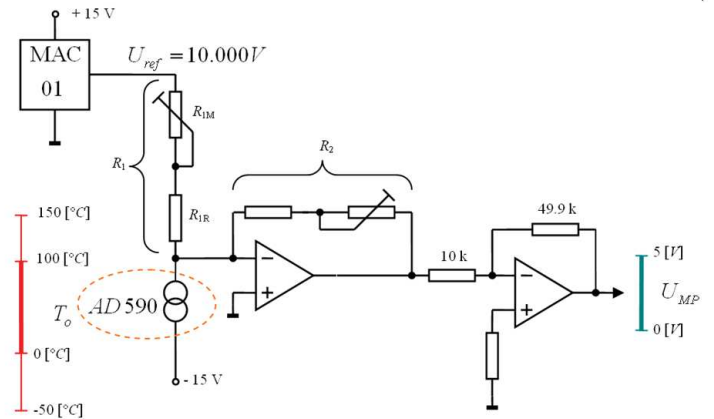 + 15 V
MAC
01
U_ref = 10.000V
R_1M
R_1
R_1R
R_2
150 [°C]
100 [°C]
T_o
AD 590
0 [°C]
-50 [°C]
- 15 V
−
+
10 k
49.9 k
−
+
5 [V]
U_MP
0 [V]